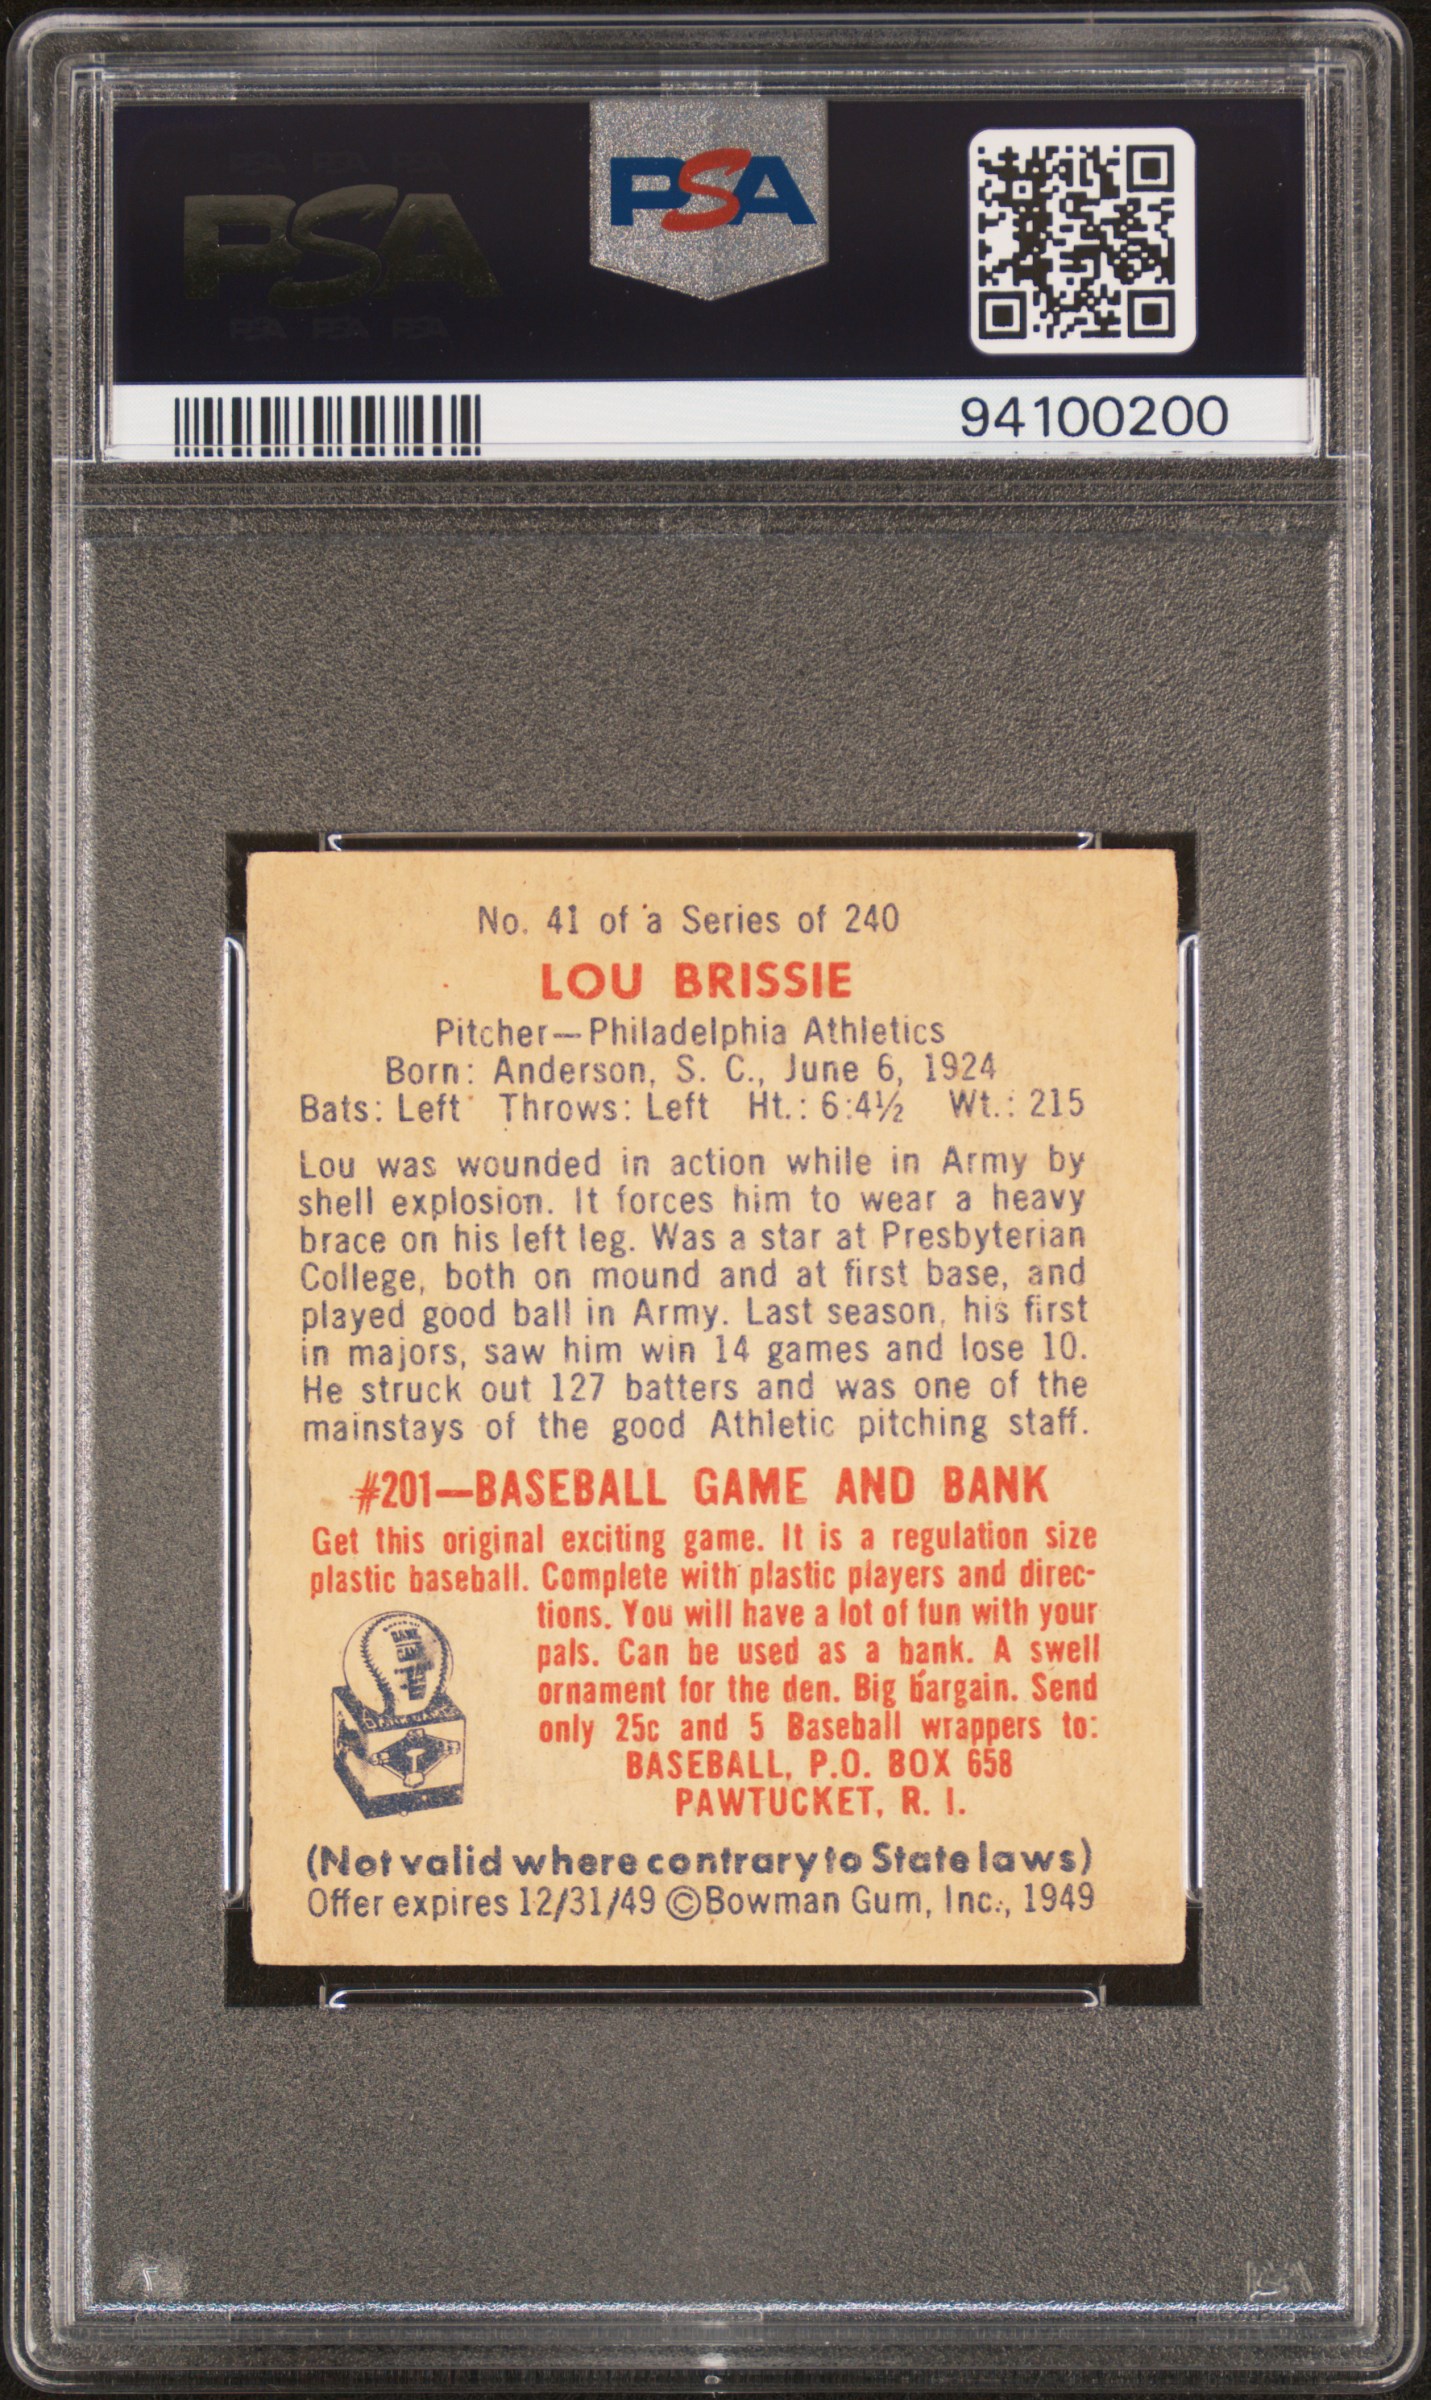 PSA PSA PSA
PSA
PSA PSA PSA
PSA
94100200
No. 41 of a Series of 240
LOU BRISSIE
Pitcher—Philadelphia Athletics
Born: Anderson, S. C., June 6, 1924
Bats: Left Throws: Left Ht.: 6:4½ Wt.: 215
Lou was wounded in action while in Army by
shell explosion. It forces him to wear a heavy
brace on his left leg. Was a star at Presbyterian
College, both on mound and at first base, and
played good ball in Army. Last season, his first
in majors, saw him win 14 games and lose 10.
He struck out 127 batters and was one of the
mainstays of the good Athletic pitching staff.
#201—BASEBALL GAME AND BANK
Get this original exciting game. It is a regulation size
plastic baseball. Complete with plastic players and direc-
tions. You will have a lot of fun with your
pals. Can be used as a bank. A swell
ornament for the den. Big bargain. Send
only 25c and 5 Baseball wrappers to:
BASEBALL, P.O. BOX 658
PAWTUCKET, R. I.
BANK
GAME
(Not valid where contrary to State laws)
Offer expires 12/31/49 ©Bowman Gum, Inc., 1949
PSA